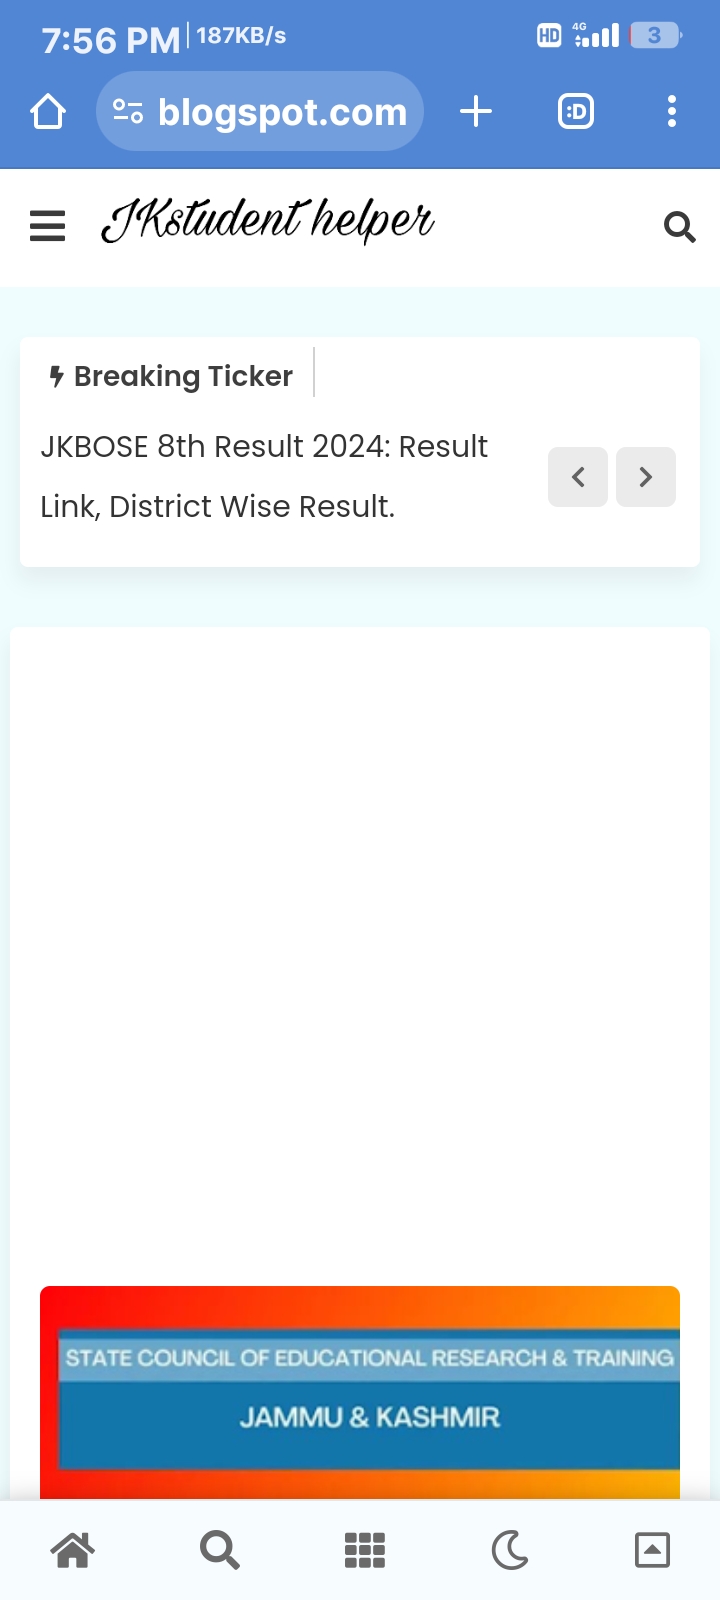 7:56 PM 187KB/s HD 4G 3
blogspot.com :D
JKstudent helper
Breaking Ticker
JKBOSE 8th Result 2024: Result
Link, District Wise Result.
STATE COUNCIL OF EDUCATIONAL RESEARCH & TRAINING
JAMMU & KASHMIR